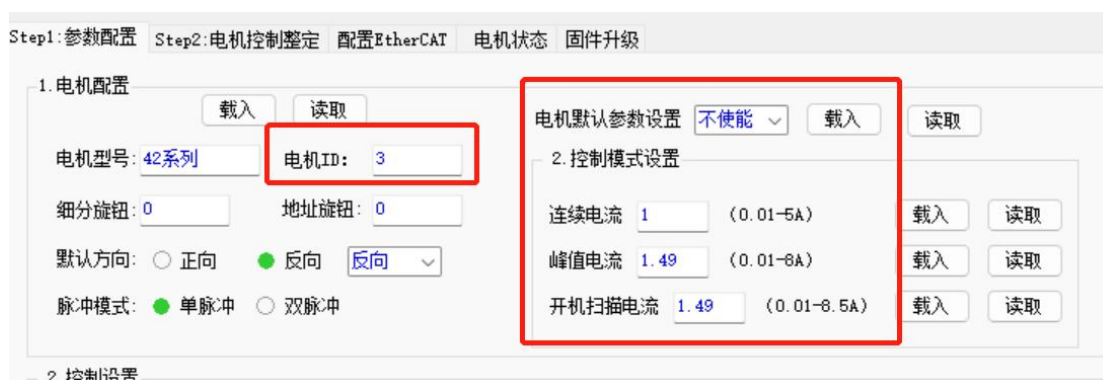 Step1:参数配置 Step2:电机控制整定 配置EtherCAT 电机状态 固件升级
1.电机配置
载入 读取
电机型号: 42系列 电机ID: 3
细分旋钮: 0 地址旋钮: 0
默认方向: 正向 反向 反向
脉冲模式: 单脉冲 双脉冲
电机默认参数设置 不使能 载入 读取
2.控制模式设置
连续电流 1 (0.01-5A) 载入 读取
峰值电流 1.49 (0.01-6A) 载入 读取
开机扫描电流 1.49 (0.01-8.5A) 载入 读取
2.控制设置